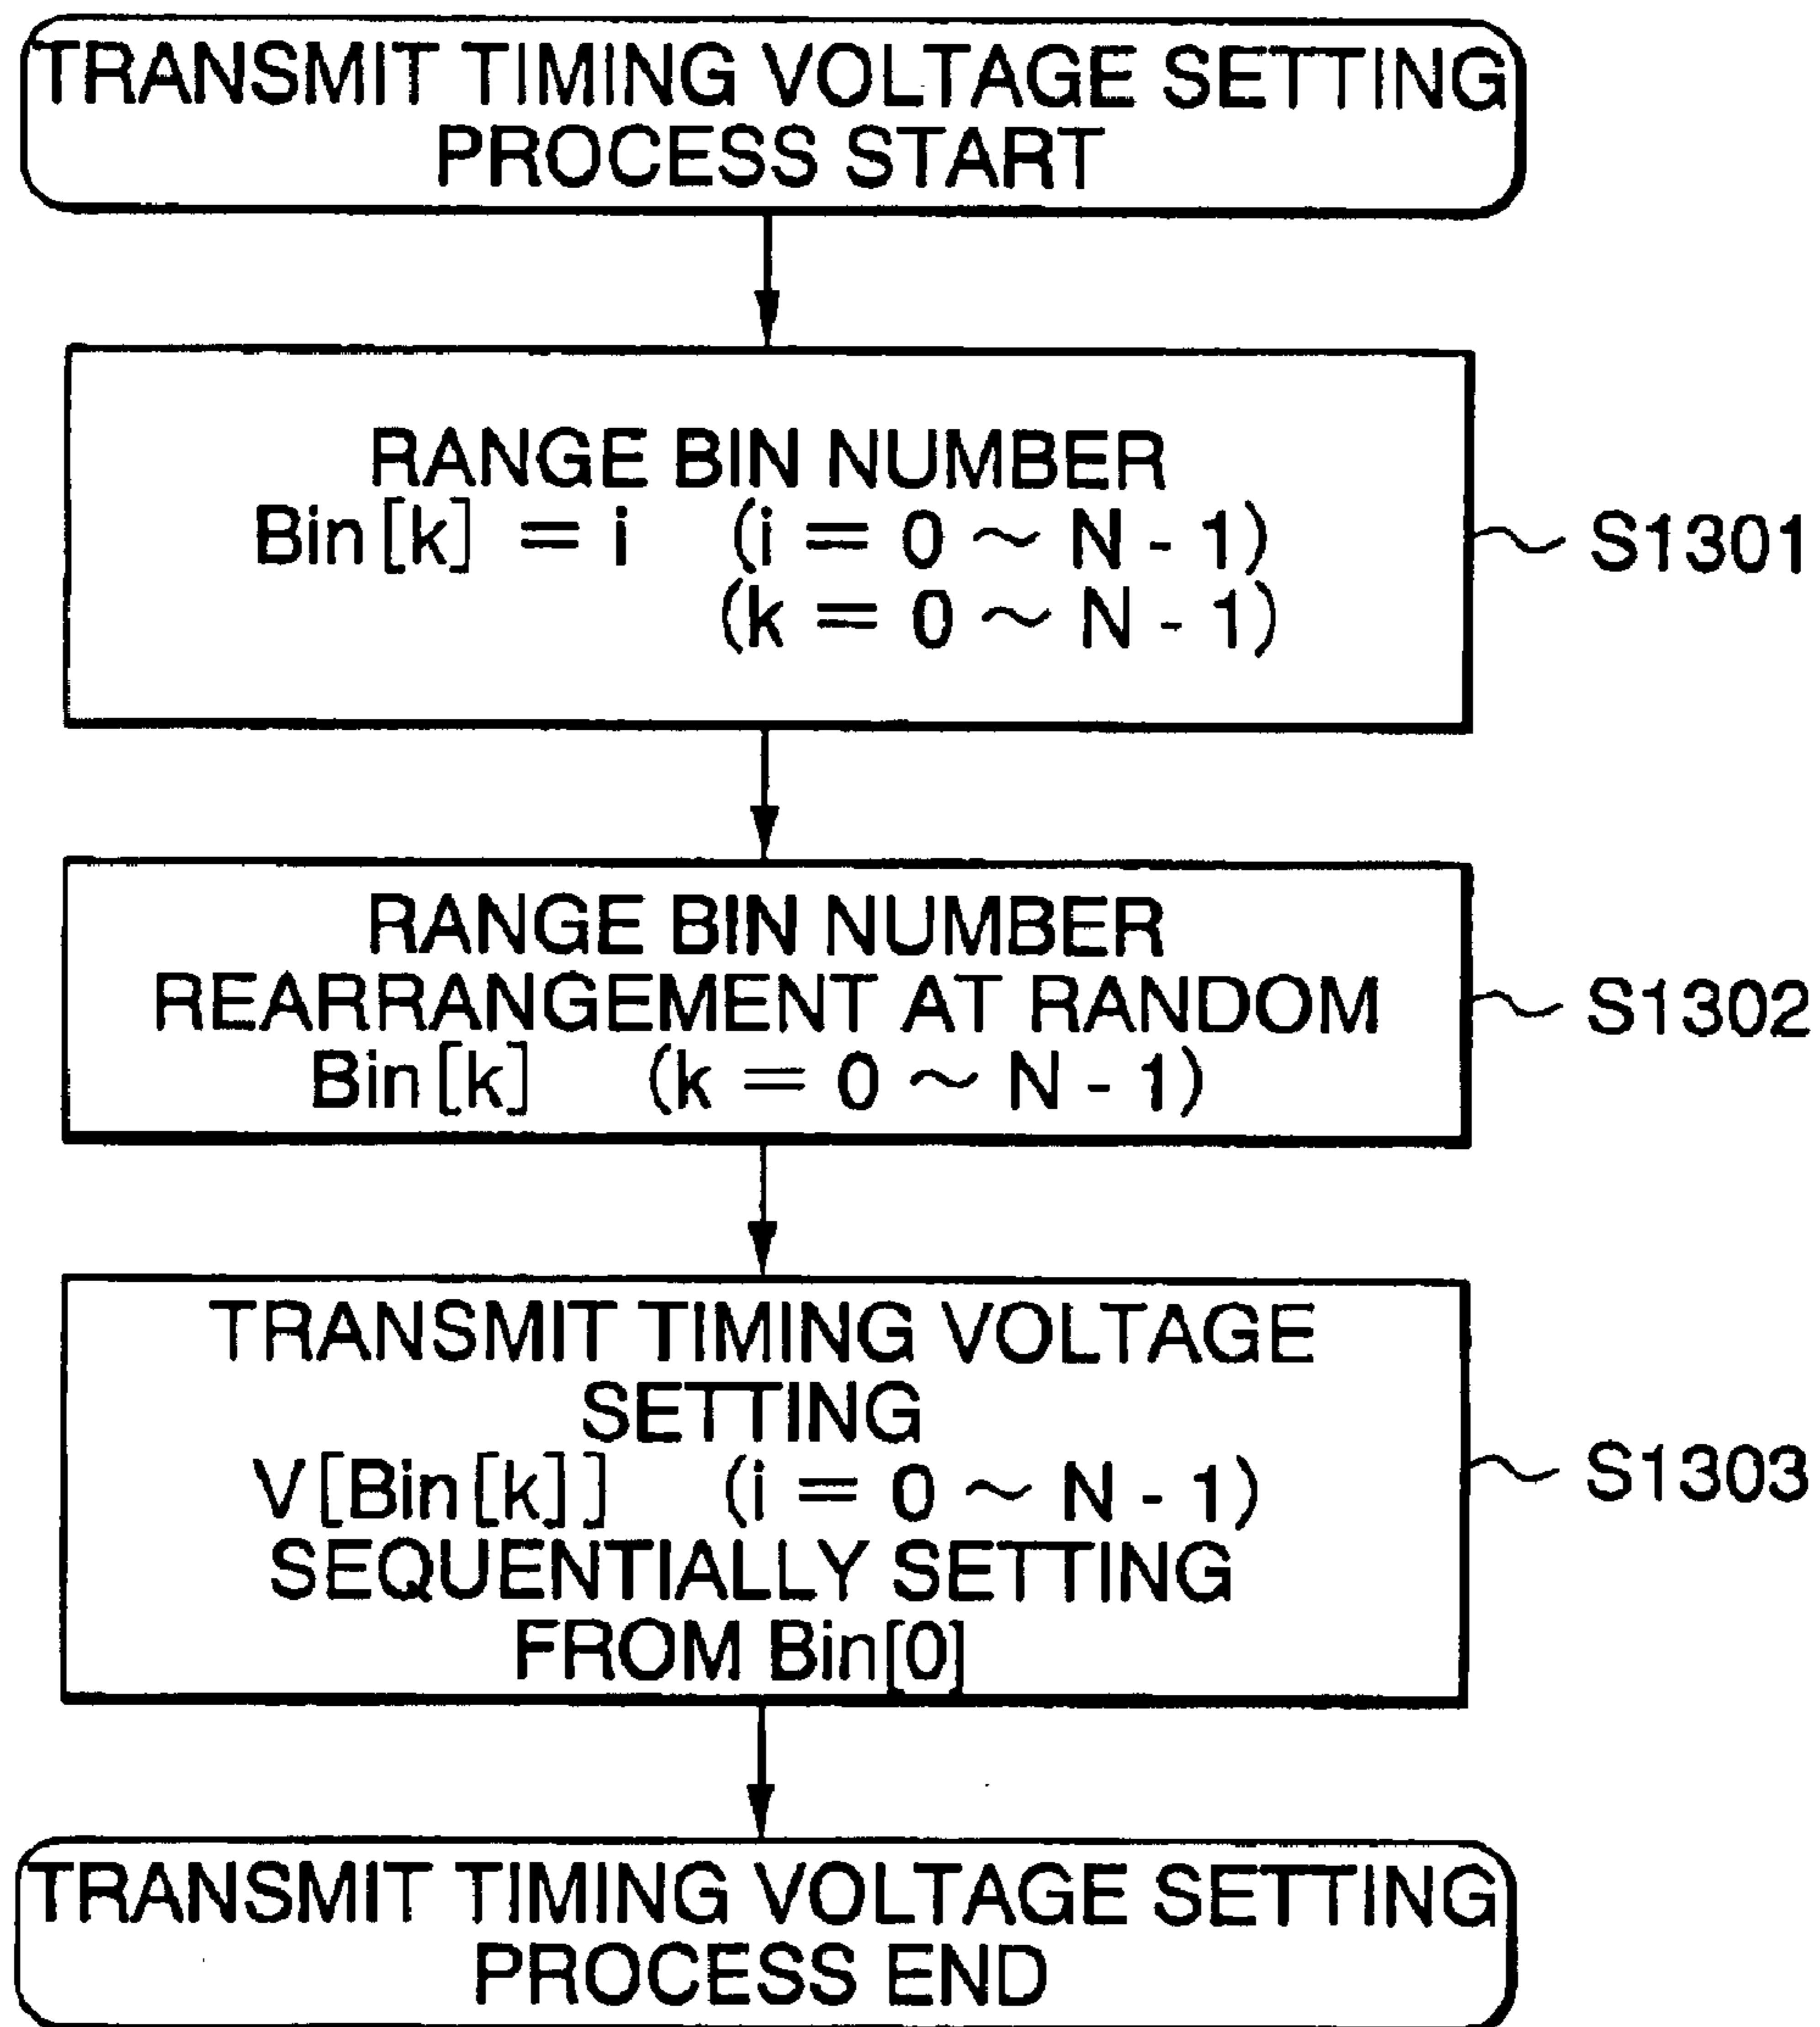 TRANSMIT TIMING VOLTAGE SETTING
PROCESS START
RANGE BIN NUMBER
Bin[k] = i (i = 0 ~ N - 1)
(k = 0 ~ N - 1)
S1301
RANGE BIN NUMBER
REARRANGEMENT AT RANDOM
Bin[k] (k = 0 ~ N - 1)
S1302
TRANSMIT TIMING VOLTAGE
SETTING
V[Bin[k]] (i = 0 ~ N - 1)
SEQUENTIALLY SETTING
FROM Bin[0]
S1303
TRANSMIT TIMING VOLTAGE SETTING
PROCESS END